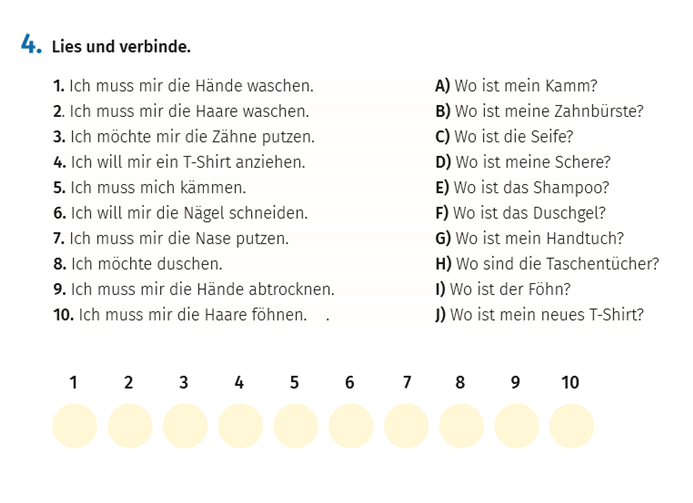 4. Lies und verbinde.
1. Ich muss mir die Hände waschen.
2. Ich muss mir die Haare waschen.
3. Ich möchte mir die Zähne putzen.
4. Ich will mir ein T-Shirt anziehen.
5. Ich muss mich kämmen.
6. Ich will mir die Nägel schneiden.
7. Ich muss mir die Nase putzen.
8. Ich möchte duschen.
9. Ich muss mir die Hände abtrocknen.
10. Ich muss mir die Haare föhnen. .
A) Wo ist mein Kamm?
B) Wo ist meine Zahnbürste?
C) Wo ist die Seife?
D) Wo ist meine Schere?
E) Wo ist das Shampoo?
F) Wo ist das Duschgel?
G) Wo ist mein Handtuch?
H) Wo sind die Taschentücher?
I) Wo ist der Föhn?
J) Wo ist mein neues T-Shirt?
1 2 3 4 5 6 7 8 9 10